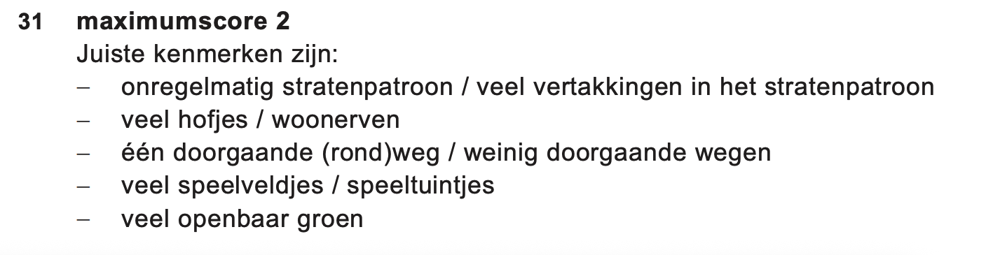 31 maximumscore 2
Juiste kenmerken zijn:
– onregelmatig stratenpatroon / veel vertakkingen in het stratenpatroon
– veel hofjes / woonerven
– één doorgaande (rond)weg / weinig doorgaande wegen
– veel speelveldjes / speeltuintjes
– veel openbaar groen